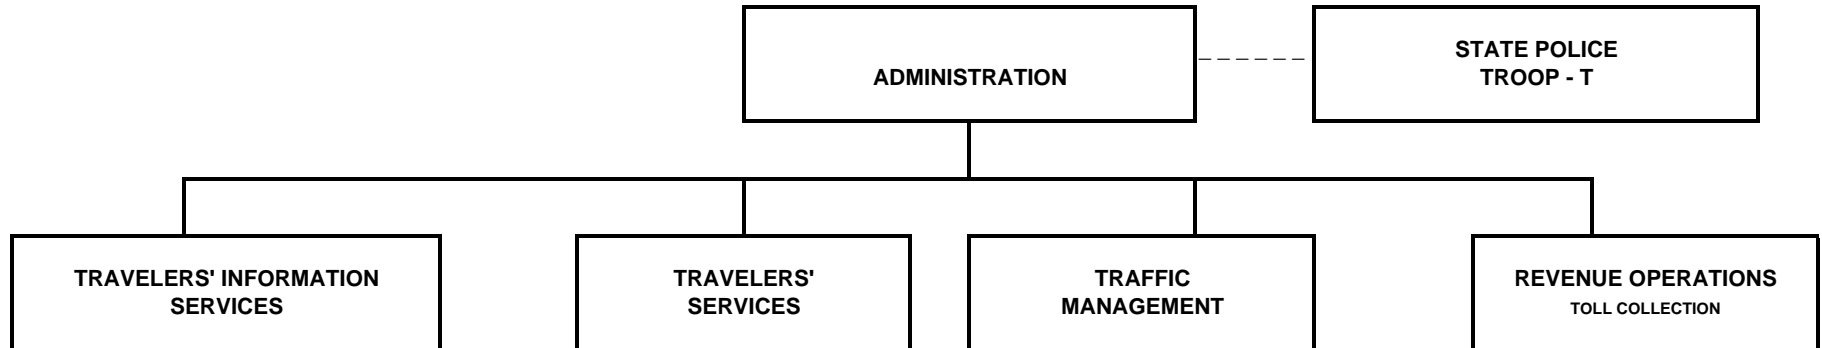 ADMINISTRATION
STATE POLICE
TROOP - T
TRAVELERS' INFORMATION
SERVICES
TRAVELERS'
SERVICES
TRAFFIC
MANAGEMENT
REVENUE OPERATIONS
TOLL COLLECTION